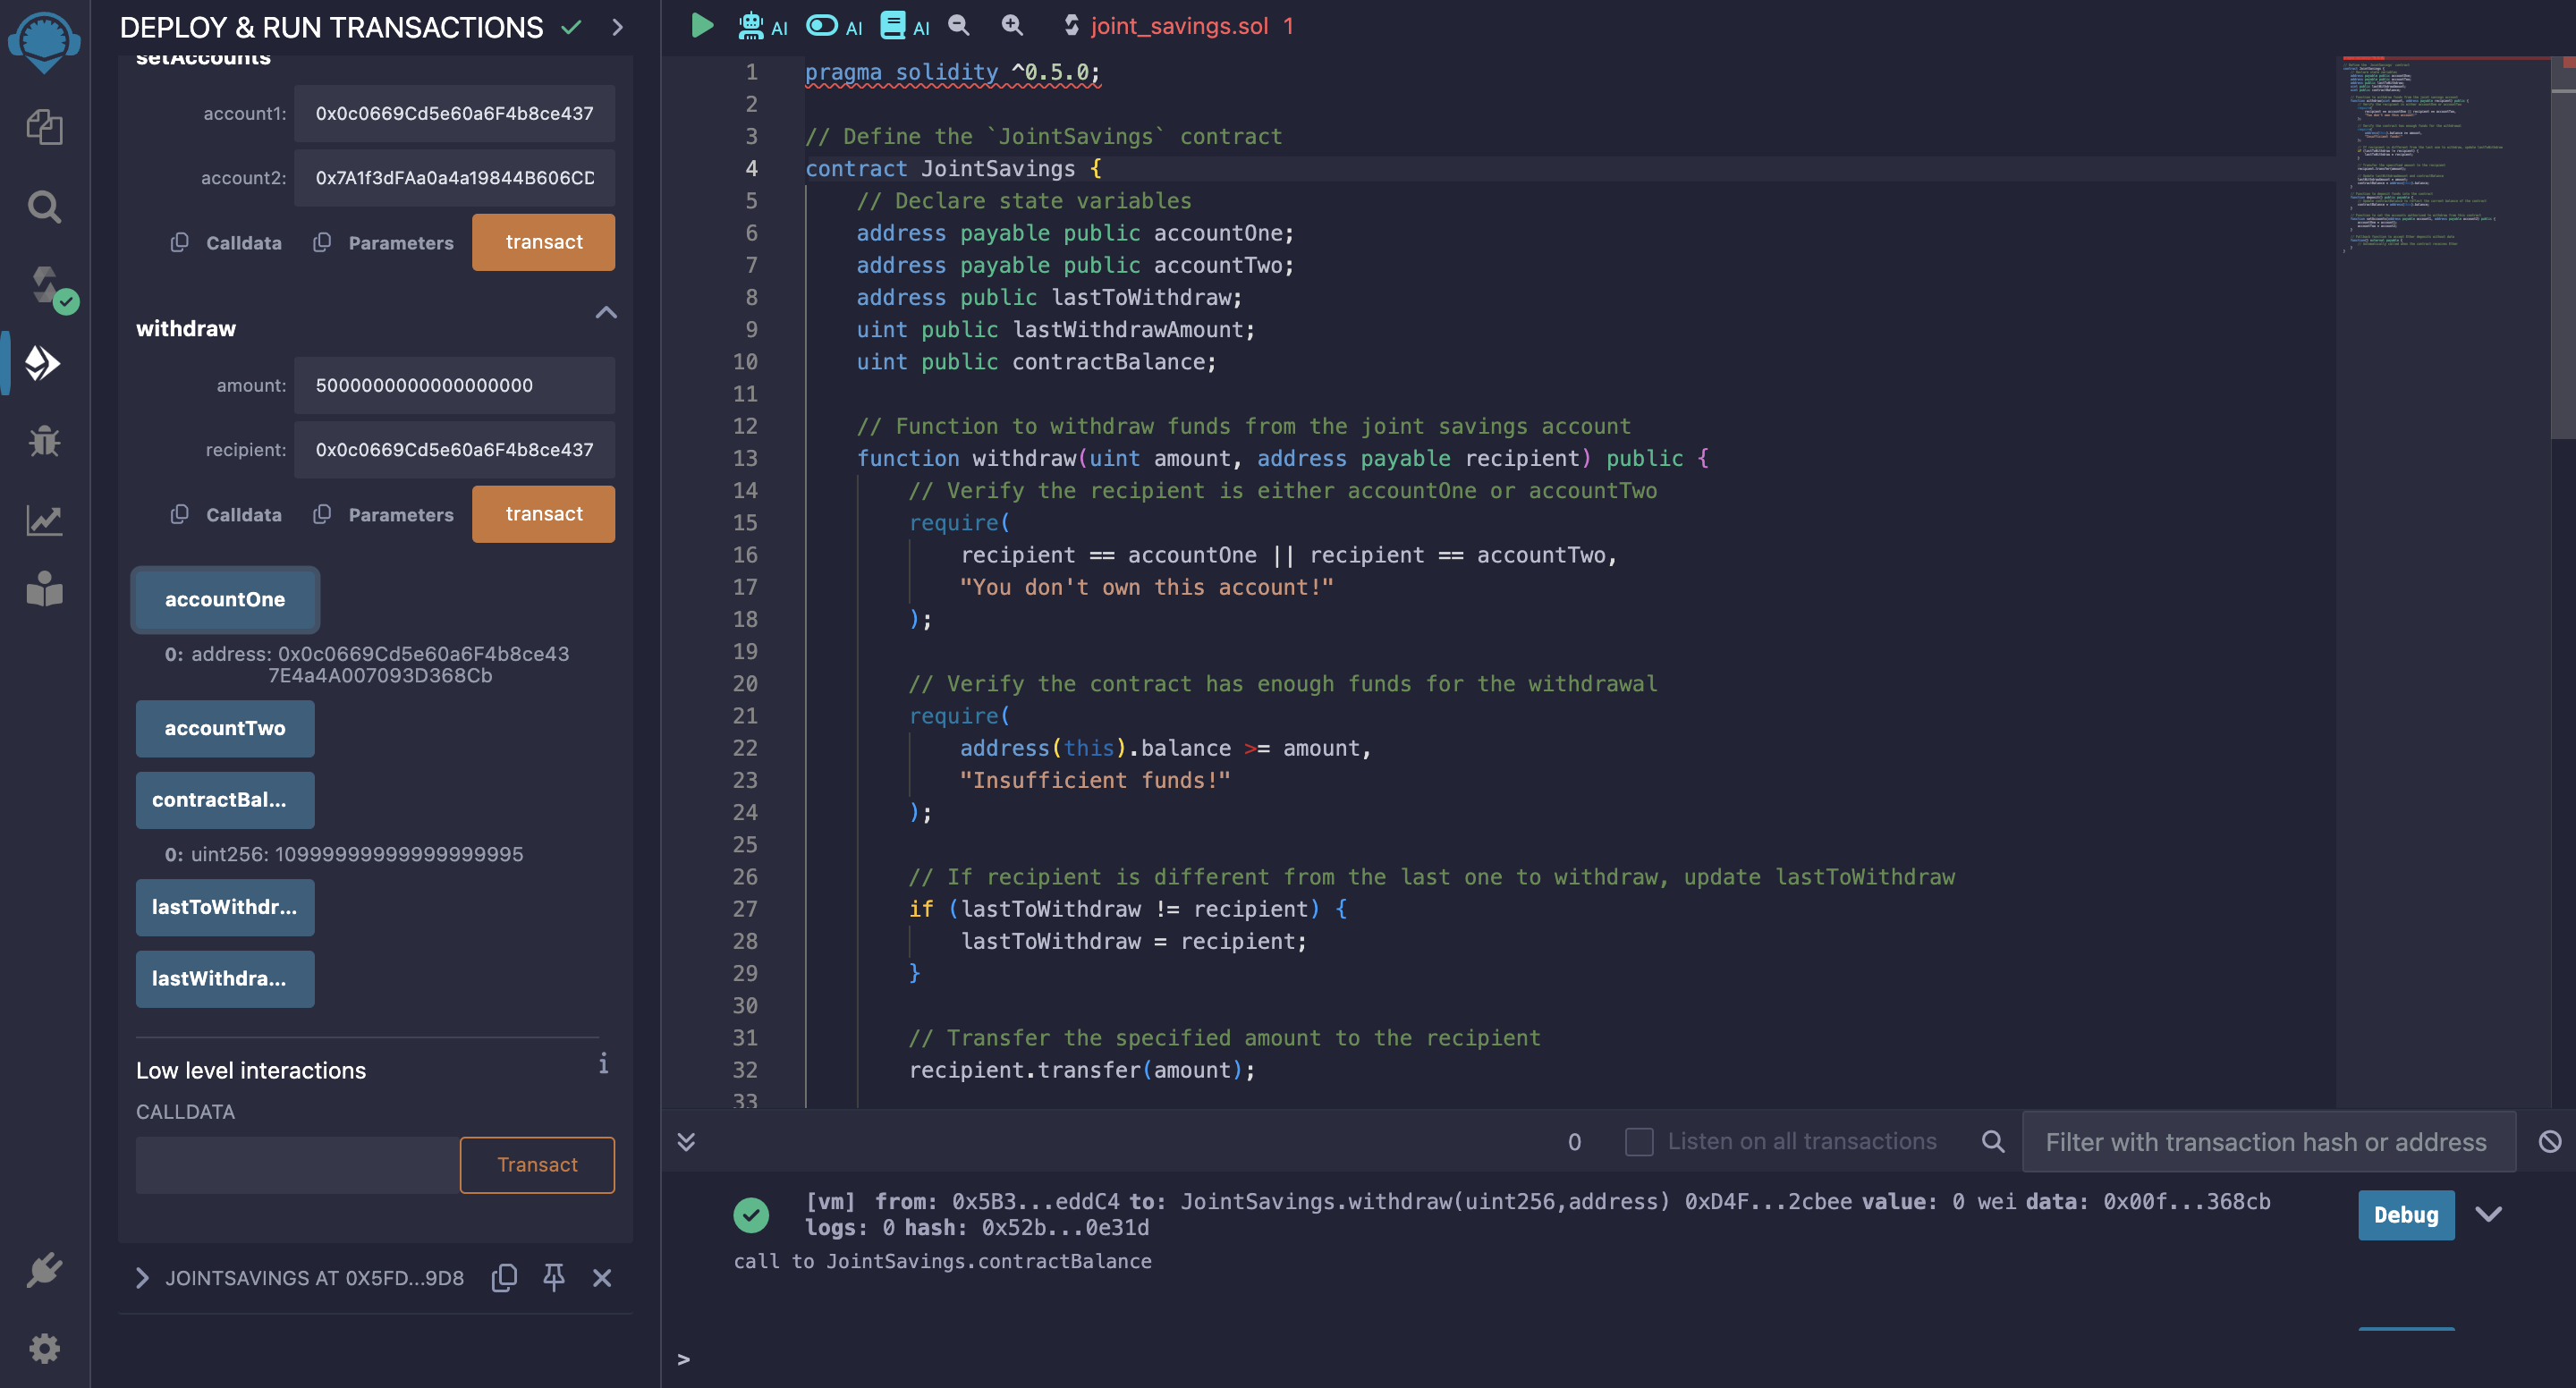 DEPLOY & RUN TRANSACTIONS
setAccounts
account1: 0x0c0669Cd5e60a6F4b8ce437
account2: 0x7A1f3dFAa0a4a19844B606CD
Calldata Parameters transact
withdraw
amount: 5000000000000000000
recipient: 0x0c0669Cd5e60a6F4b8ce437
Calldata Parameters transact
accountOne
0: address: 0x0c0669Cd5e60a6F4b8ce43
7E4a4A007093D368Cb
accountTwo
contractBal...
0: uint256: 10999999999999999995
lastToWithdr...
lastWithdra...
Low level interactions
i
CALLDATA
Transact
JOINTSAVINGS AT 0X5FD...9D8
AI AI AI joint_savings.sol 1
1 pragma solidity ^0.5.0;
2
3 // Define the `JointSavings` contract
4 contract JointSavings {
5 // Declare state variables
6 address payable public accountOne;
7 address payable public accountTwo;
8 address public lastToWithdraw;
9 uint public lastWithdrawAmount;
10 uint public contractBalance;
11
12 // Function to withdraw funds from the joint savings account
13 function withdraw(uint amount, address payable recipient) public {
14 // Verify the recipient is either accountOne or accountTwo
15 require(
16 recipient == accountOne || recipient == accountTwo,
17 "You don't own this account!"
18 );
19
20 // Verify the contract has enough funds for the withdrawal
21 require(
22 address(this).balance >= amount,
23 "Insufficient funds!"
24 );
25
26 // If recipient is different from the last one to withdraw, update lastToWithdraw
27 if (lastToWithdraw != recipient) {
28 lastToWithdraw = recipient;
29 }
30
31 // Transfer the specified amount to the recipient
32 recipient.transfer(amount);
33
0 Listen on all transactions Filter with transaction hash or address
[vm] from: 0x5B3...eddC4 to: JointSavings.withdraw(uint256,address) 0xD4F...2cbee value: 0 wei data: 0x00f...368cb
logs: 0 hash: 0x52b...0e31d
Debug
call to JointSavings.contractBalance
>